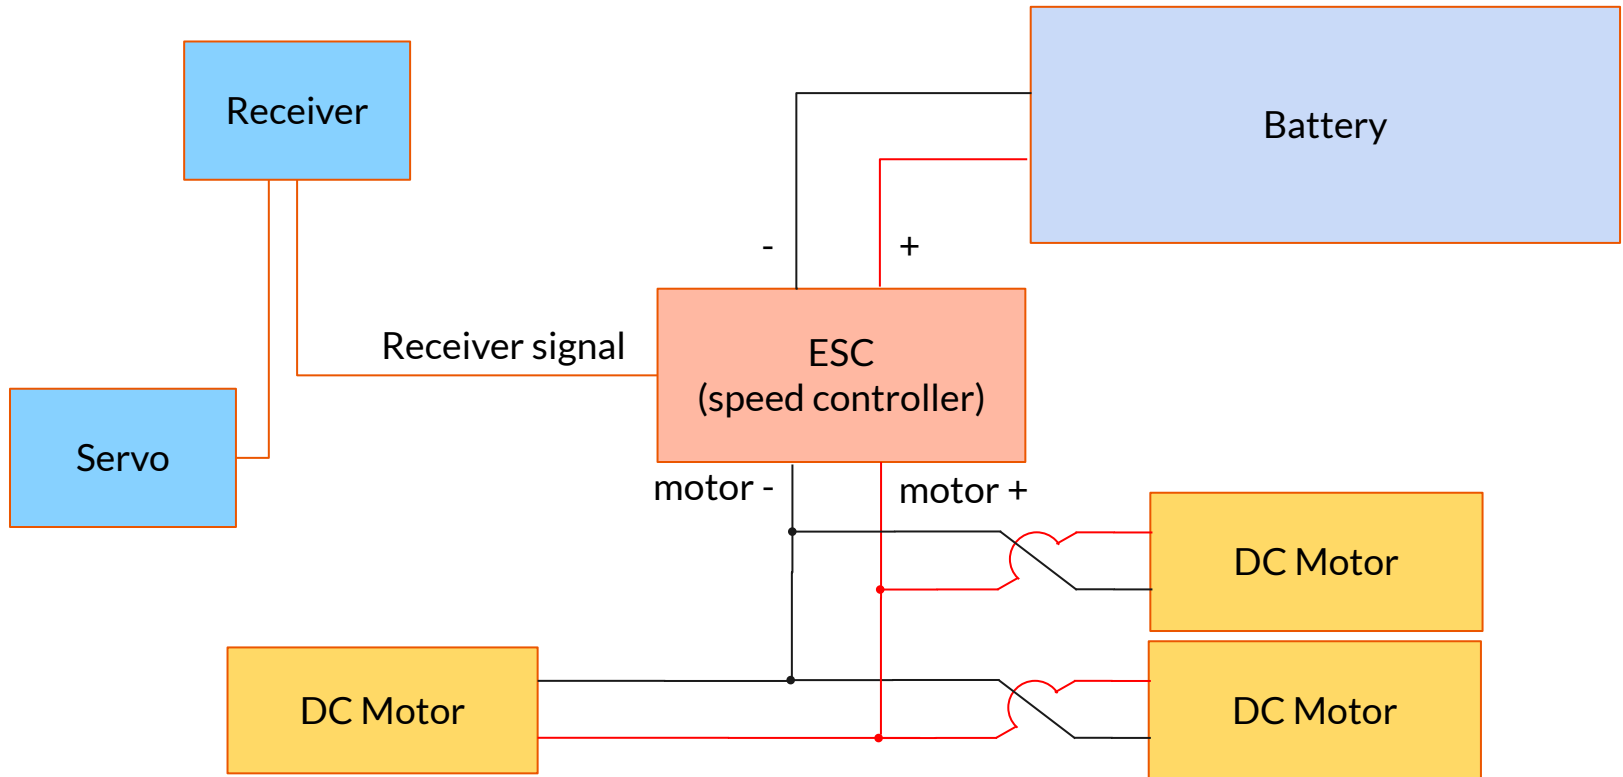 Receiver
Battery
-
+
Receiver signal
ESC
(speed controller)
Servo
motor -
motor +
DC Motor
DC Motor
DC Motor